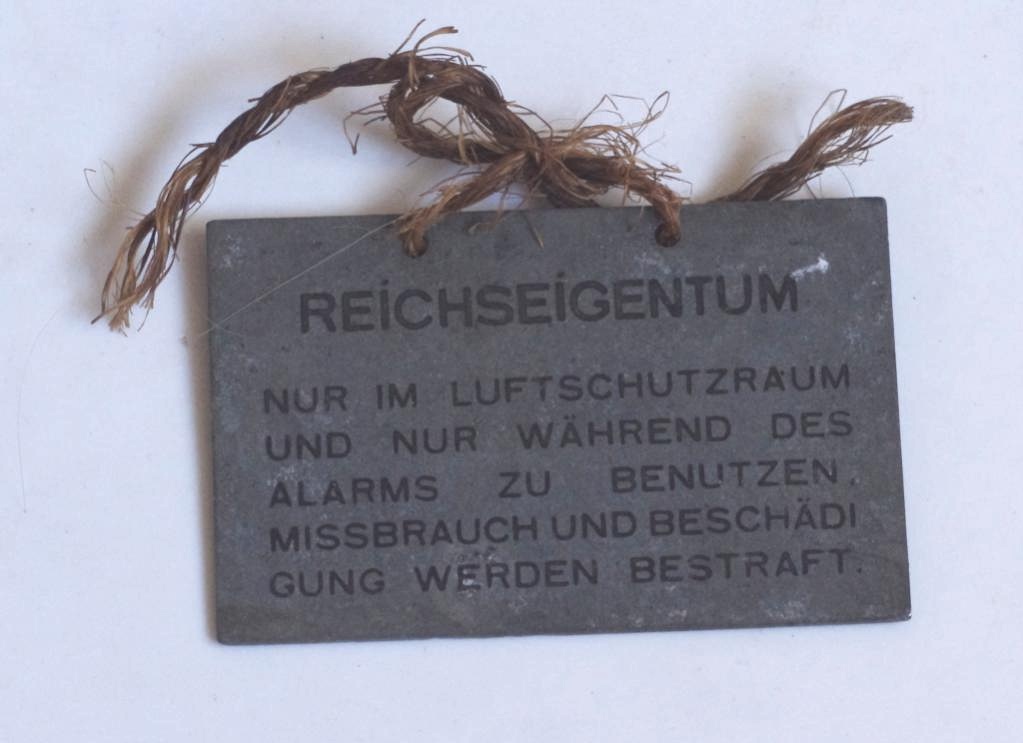 REICHSEIGENTUM
NUR IM LUFTSCHUTZRAUM
UND NUR WÄHREND DES
ALARMS ZU BENUTZEN.
MISSBRAUCH UND BESCHÄDI
GUNG WERDEN BESTRAFT.